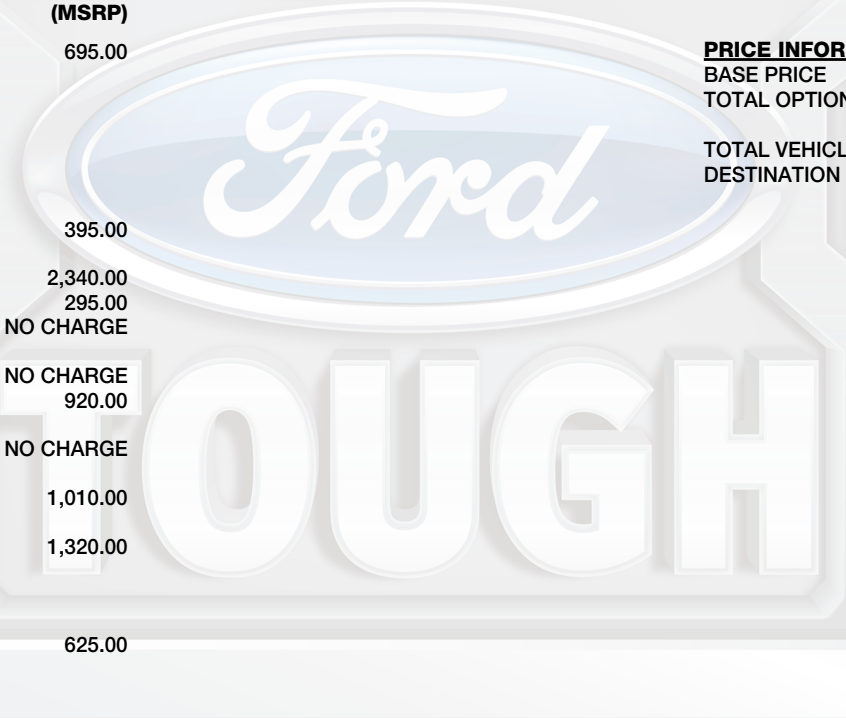 (MSRP)
695.00
395.00
2,340.00
295.00
NO CHARGE
NO CHARGE
920.00
NO CHARGE
1,010.00
1,320.00
625.00
PRICE INFOR
BASE PRICE
TOTAL OPTION
TOTAL VEHICL
DESTINATION
Ford
TOUGH